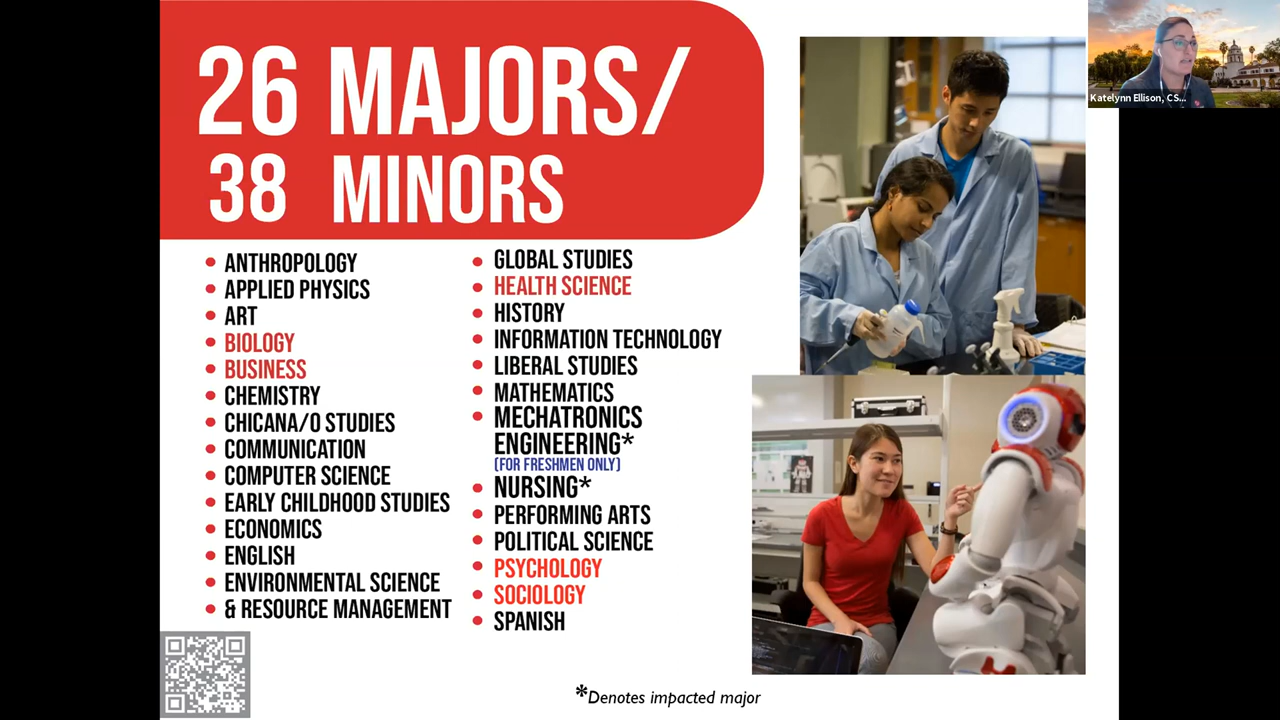 26 MAJORS/
38 MINORS
• ANTHROPOLOGY
• APPLIED PHYSICS
• ART
• BIOLOGY
• BUSINESS
• CHEMISTRY
• CHICANA/O STUDIES
• COMMUNICATION
• COMPUTER SCIENCE
• EARLY CHILDHOOD STUDIES
• ECONOMICS
• ENGLISH
• ENVIRONMENTAL SCIENCE
• & RESOURCE MANAGEMENT
• GLOBAL STUDIES
• HEALTH SCIENCE
• HISTORY
• INFORMATION TECHNOLOGY
• LIBERAL STUDIES
• MATHEMATICS
• MECHATRONICS
ENGINEERING*
(FOR FRESHMEN ONLY)
• NURSING*
• PERFORMING ARTS
• POLITICAL SCIENCE
• PSYCHOLOGY
• SOCIOLOGY
• SPANISH
*Denotes impacted major
Katelynn Ellison, CS...